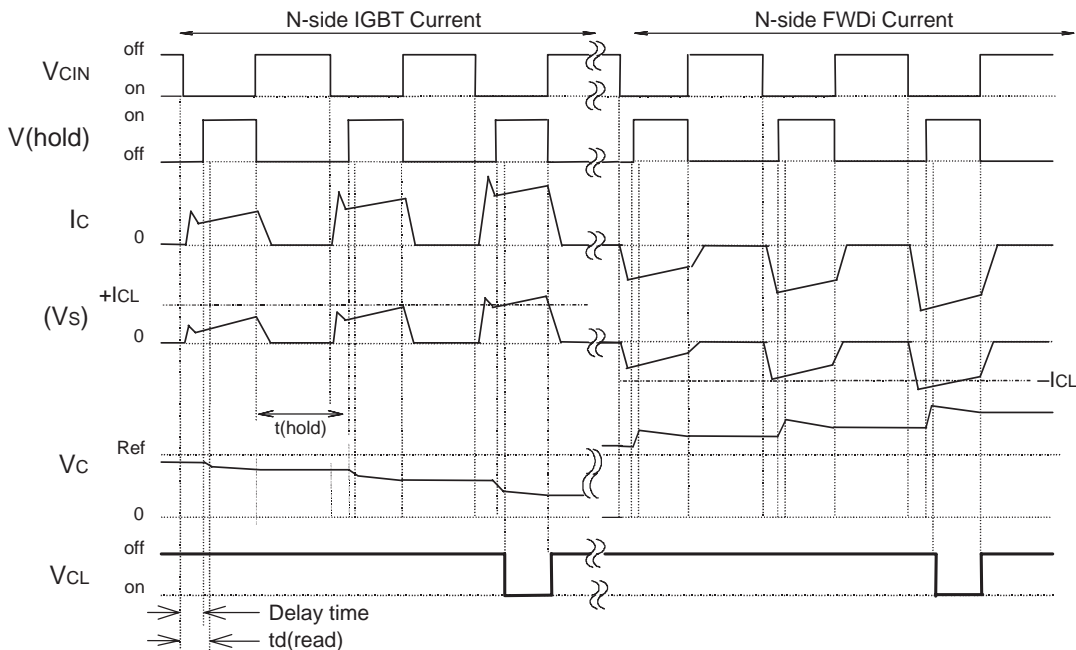 N-side IGBT Current
N-side FWDi Current
VCIN
off
on
V(hold)
on
off
IC
0
+ICL
(VS)
0
–ICL
t(hold)
Ref
VC
0
off
VCL
on
Delay time
td(read)